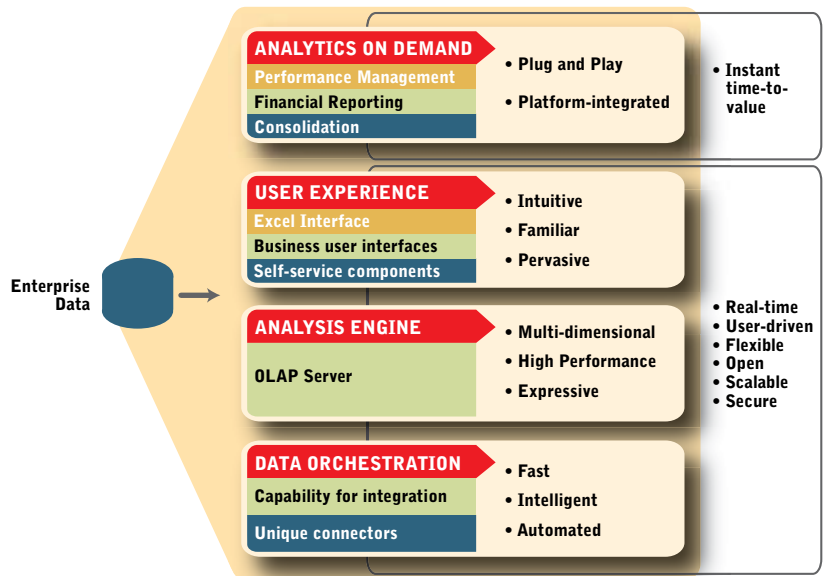 ANALYTICS ON DEMAND
Performance Management
Financial Reporting
Consolidation
• Plug and Play
• Platform-integrated
• Instant
time-to-
value
USER EXPERIENCE
Excel Interface
Business user interfaces
Self-service components
• Intuitive
• Familiar
• Pervasive
Enterprise
Data
ANALYSIS ENGINE
OLAP Server
• Multi-dimensional
• High Performance
• Expressive
• Real-time
• User-driven
• Flexible
• Open
• Scalable
• Secure
DATA ORCHESTRATION
Capability for integration
Unique connectors
• Fast
• Intelligent
• Automated